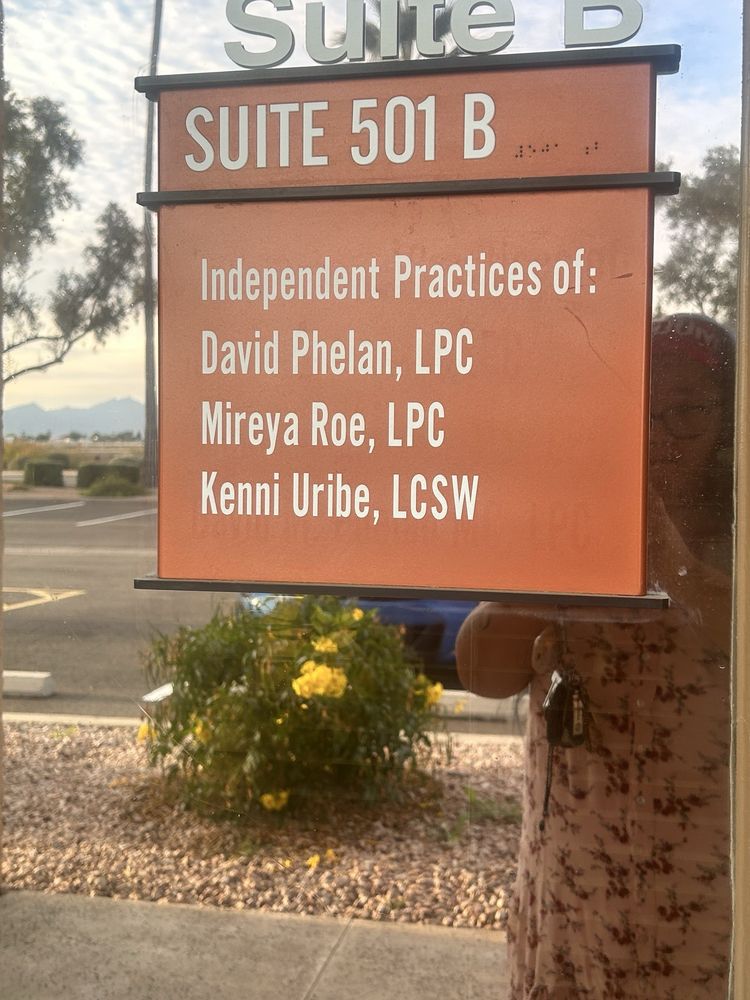 Suite B
SUITE 501 B
Independent Practices of:
David Phelan, LPC
Mireya Roe, LPC
Kenni Uribe, LCSW